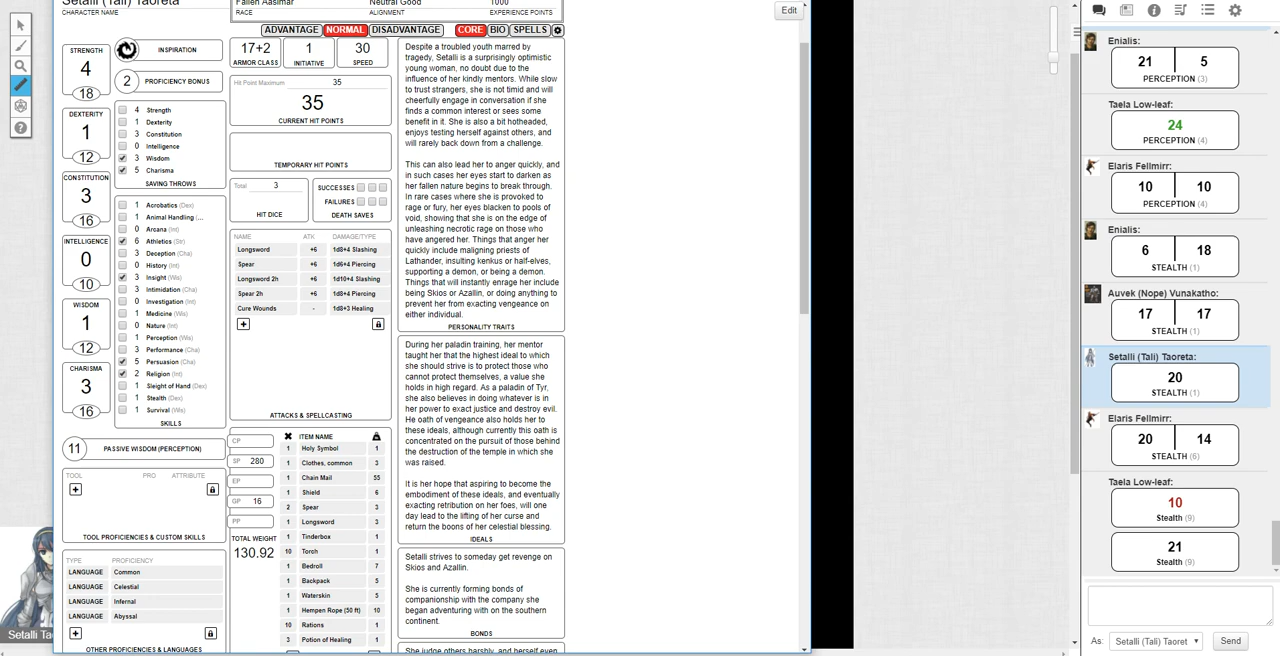 Setalli (Tali) Taoreta
CHARACTER NAME
Fallen Aasimar
RACE
Neutral Good
ALIGNMENT
1000
EXPERIENCE POINTS
Edit
ADVANTAGE NORMAL DISADVANTAGE
CORE BIO SPELLS
STRENGTH
4
18
DEXTERITY
1
12
CONSTITUTION
3
16
INTELLIGENCE
0
10
WISDOM
1
12
CHARISMA
3
16
INSPIRATION
2 PROFICIENCY BONUS
4 Strength
1 Dexterity
3 Constitution
0 Intelligence
3 Wisdom
5 Charisma
SAVING THROWS
1 Acrobatics (Dex)
1 Animal Handling (...
0 Arcana (Int)
6 Athletics (Str)
3 Deception (Cha)
0 History (Int)
3 Insight (Wis)
3 Intimidation (Cha)
0 Investigation (Int)
1 Medicine (Wis)
0 Nature (Int)
1 Perception (Wis)
3 Performance (Cha)
5 Persuasion (Cha)
2 Religion (Int)
1 Sleight of Hand (Dex)
1 Stealth (Dex)
1 Survival (Wis)
SKILLS
11 PASSIVE WISDOM (PERCEPTION)
TOOL PRO ATTRIBUTE
TOOL PROFICIENCIES & CUSTOM SKILLS
TYPE PROFICIENCY
LANGUAGE Common
LANGUAGE Celestial
LANGUAGE Infernal
LANGUAGE Abyssal
OTHER PROFICIENCIES & LANGUAGES
Setalli Tao
17+2
ARMOR CLASS
1
INITIATIVE
30
SPEED
Hit Point Maximum 35
35
CURRENT HIT POINTS
TEMPORARY HIT POINTS
Total 3
HIT DICE
SUCCESSES
FAILURES
DEATH SAVES
NAME ATK DAMAGE/TYPE
Longsword +6 1d8+4 Slashing
Spear +6 1d6+4 Piercing
Longsword 2h +6 1d10+4 Slashing
Spear 2h +6 1d8+4 Piercing
Cure Wounds - 1d8+3 Healing
ATTACKS & SPELLCASTING
CP
SP 280
EP
GP 16
PP
TOTAL WEIGHT
130.92
ITEM NAME
1 Holy Symbol 1
1 Clothes, common 3
1 Chain Mail 55
1 Shield 6
2 Spear 3
1 Longsword 3
1 Tinderbox 1
10 Torch 1
1 Bedroll 7
1 Backpack 5
1 Waterskin 5
1 Hempen Rope (50 ft) 10
10 Rations 1
3 Potion of Healing 1
Despite a troubled youth marred by
tragedy, Setalli is a surprisingly optimistic
young woman, no doubt due to the
influence of her kindly mentors. While slow
to trust strangers, she is not timid and will
cheerfully engage in conversation if she
finds a common interest or sees some
benefit in it. She is also a bit hotheaded,
enjoys testing herself against others, and
will rarely back down from a challenge.
This can also lead her to anger quickly, and
in such cases her eyes start to darken as
her fallen nature begins to break through.
In rare cases where she is provoked to
rage or fury, her eyes blacken to pools of
void, showing that she is on the edge of
unleashing necrotic rage on those who
have angered her. Things that anger her
quickly include maligning priests of
Lathander, insulting kenkus or half-elves,
supporting a demon, or being a demon.
Things that will instantly enrage her include
being Skios or Azallin, or doing anything to
prevent her from exacting vengeance on
either individual.
PERSONALITY TRAITS
During her paladin training, her mentor
taught her that the highest ideal to which
she should strive is to protect those who
cannot protect themselves, a value she
holds in high regard. As a paladin of Tyr,
she also believes in doing whatever is in
her power to exact justice and destroy evil.
He oath of vengeance also holds her to
these ideals, although currently this oath is
concentrated on the pursuit of those behind
the destruction of the temple in which she
was raised.
It is her hope that aspiring to become the
embodiment of these ideals, and eventually
exacting retribution on her foes, will one
day lead to the lifting of her curse and
return the boons of her celestial blessing.
IDEALS
Setalli strives to someday get revenge on
Skios and Azallin.
She is currently forming bonds of
companionship with the company she
began adventuring with on the southern
continent.
BONDS
She judges others harshly, and herself even
Enialis:
21 5
PERCEPTION (3)
Taela Low-leaf:
24
PERCEPTION (4)
Elaris Fellmirr:
10 10
PERCEPTION (4)
Enialis:
6 18
STEALTH (1)
Auvek (Nope) Vunakatho:
17 17
STEALTH (1)
Setalli (Tali) Taoreta:
20
STEALTH (1)
Elaris Fellmirr:
20 14
STEALTH (6)
Taela Low-leaf:
10
Stealth (9)
21
Stealth (9)
As: Setalli (Tali) Taoret Send